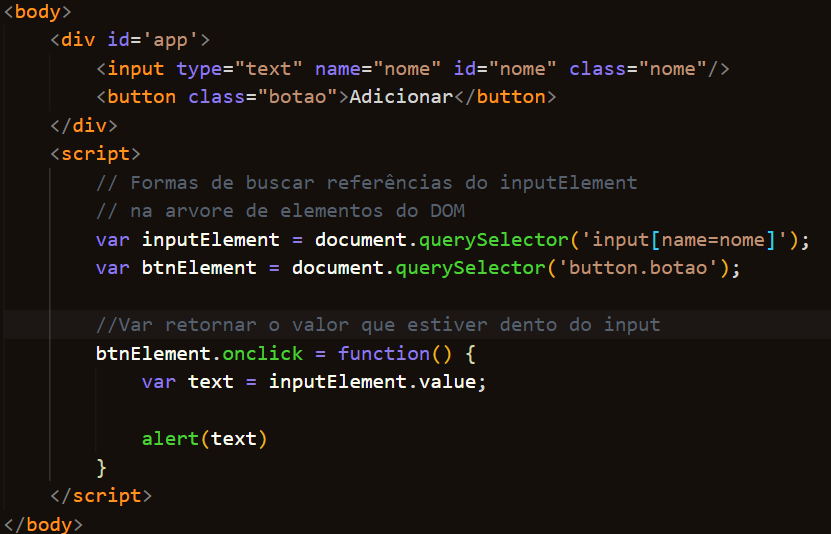 <body>
    <div id='app'>
        <input type="text" name="nome" id="nome" class="nome"/>
        <button class="botao">Adicionar</button>
    </div>
    <script>
        // Formas de buscar referências do inputElement
        // na arvore de elementos do DOM
        var inputElement = document.querySelector('input[name=nome]');
        var btnElement = document.querySelector('button.botao');

        //Var retornar o valor que estiver dento do input
        btnElement.onclick = function() {
            var text = inputElement.value;

            alert(text)
        }
    </script>
</body>